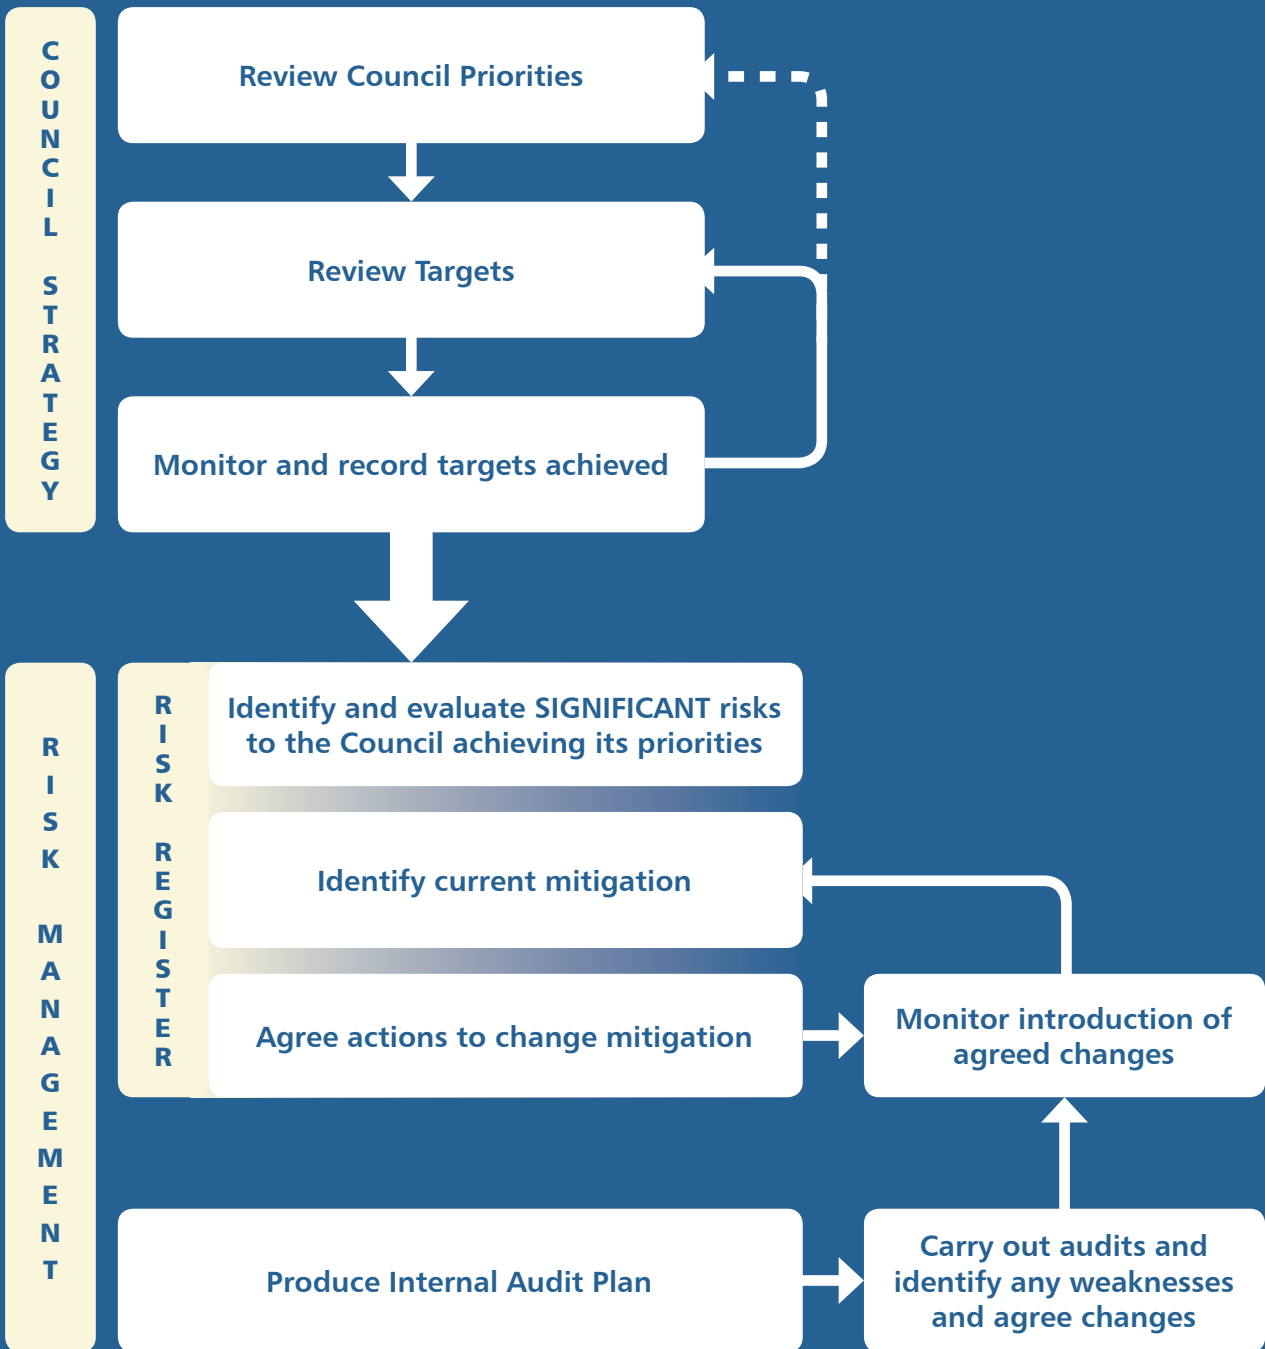 COUNCIL STRATEGY
Review Council Priorities
Review Targets
Monitor and record targets achieved
RISK MANAGEMENT
RISK REGISTER
Identify and evaluate SIGNIFICANT risks
to the Council achieving its priorities
Identify current mitigation
Agree actions to change mitigation
Monitor introduction of
agreed changes
Produce Internal Audit Plan
Carry out audits and
identify any weaknesses
and agree changes